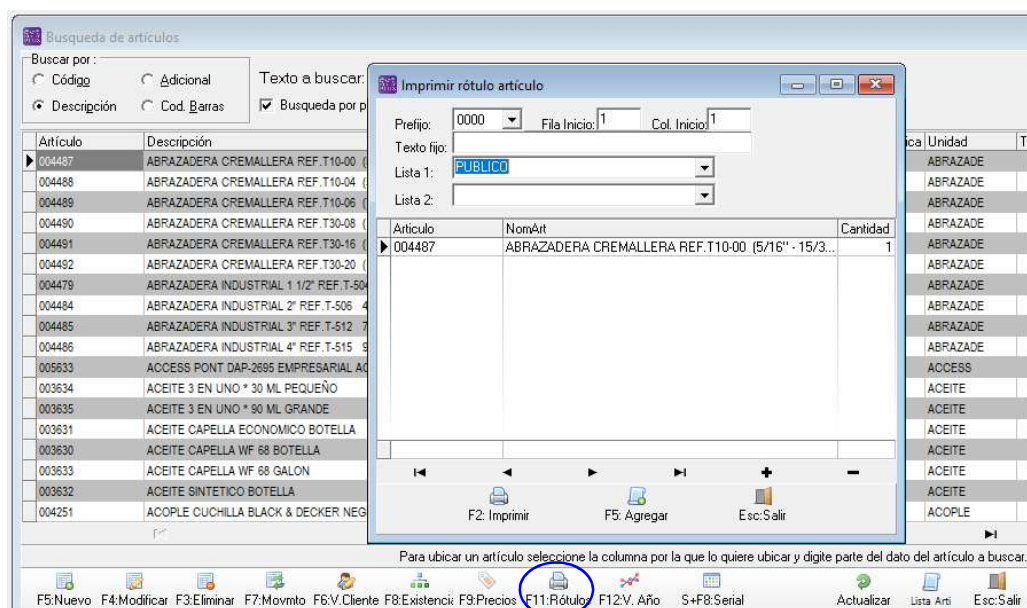 Busqueda de artículos
Buscar por :
Código Adicional Texto a buscar:
Descripción Cod. Barras Busqueda por p
Artículo Descripción ica Unidad T
004487 ABRAZADERA CREMALLERA REF.T10-00 ( ABRAZADE
004488 ABRAZADERA CREMALLERA REF.T10-04 ( ABRAZADE
004489 ABRAZADERA CREMALLERA REF.T10-06 ( ABRAZADE
004490 ABRAZADERA CREMALLERA REF.T30-08 ( ABRAZADE
004491 ABRAZADERA CREMALLERA REF.T30-16 ( ABRAZADE
004492 ABRAZADERA CREMALLERA REF.T30-20 ( ABRAZADE
004479 ABRAZADERA INDUSTRIAL 1 1/2" REF.T-504 ABRAZADE
004484 ABRAZADERA INDUSTRIAL 2" REF.T-506 4 ABRAZADE
004485 ABRAZADERA INDUSTRIAL 3" REF.T-512 7 ABRAZADE
004486 ABRAZADERA INDUSTRIAL 4" REF.T-515 9 ABRAZADE
005633 ACCESS PONT DAP-2695 EMPRESARIAL AC ACCESS
003634 ACEITE 3 EN UNO * 30 ML PEQUEÑO ACEITE
003635 ACEITE 3 EN UNO * 90 ML GRANDE ACEITE
003631 ACEITE CAPELLA ECONOMICO BOTELLA ACEITE
003630 ACEITE CAPELLA WF 68 BOTELLA ACEITE
003633 ACEITE CAPELLA WF 68 GALON ACEITE
003632 ACEITE SINTETICO BOTELLA ACEITE
004251 ACOPLE CUCHILLA BLACK & DECKER NEG ACOPLE
Imprimir rótulo artículo
Prefijo: 0000 Fila Inicio: 1 Col. Inicio: 1
Texto fijo:
Lista 1: PUBLICO
Lista 2:
Articulo NomArt Cantidad
004487 ABRAZADERA CREMALLERA REF.T10-00 (5/16" - 15/3... 1
F2: Imprimir F5: Agregar Esc:Salir
Para ubicar un artículo seleccione la columna por la que lo quiere ubicar y digite parte del dato del artículo a buscar.
F5:Nuevo F4:Modificar F3:Eliminar F7:Movmto F6:V.Cliente F8:Existencia F9:Precios F11:Rótulos F12:V. Año S+F8:Serial Actualizar Lista Arti Esc:Salir